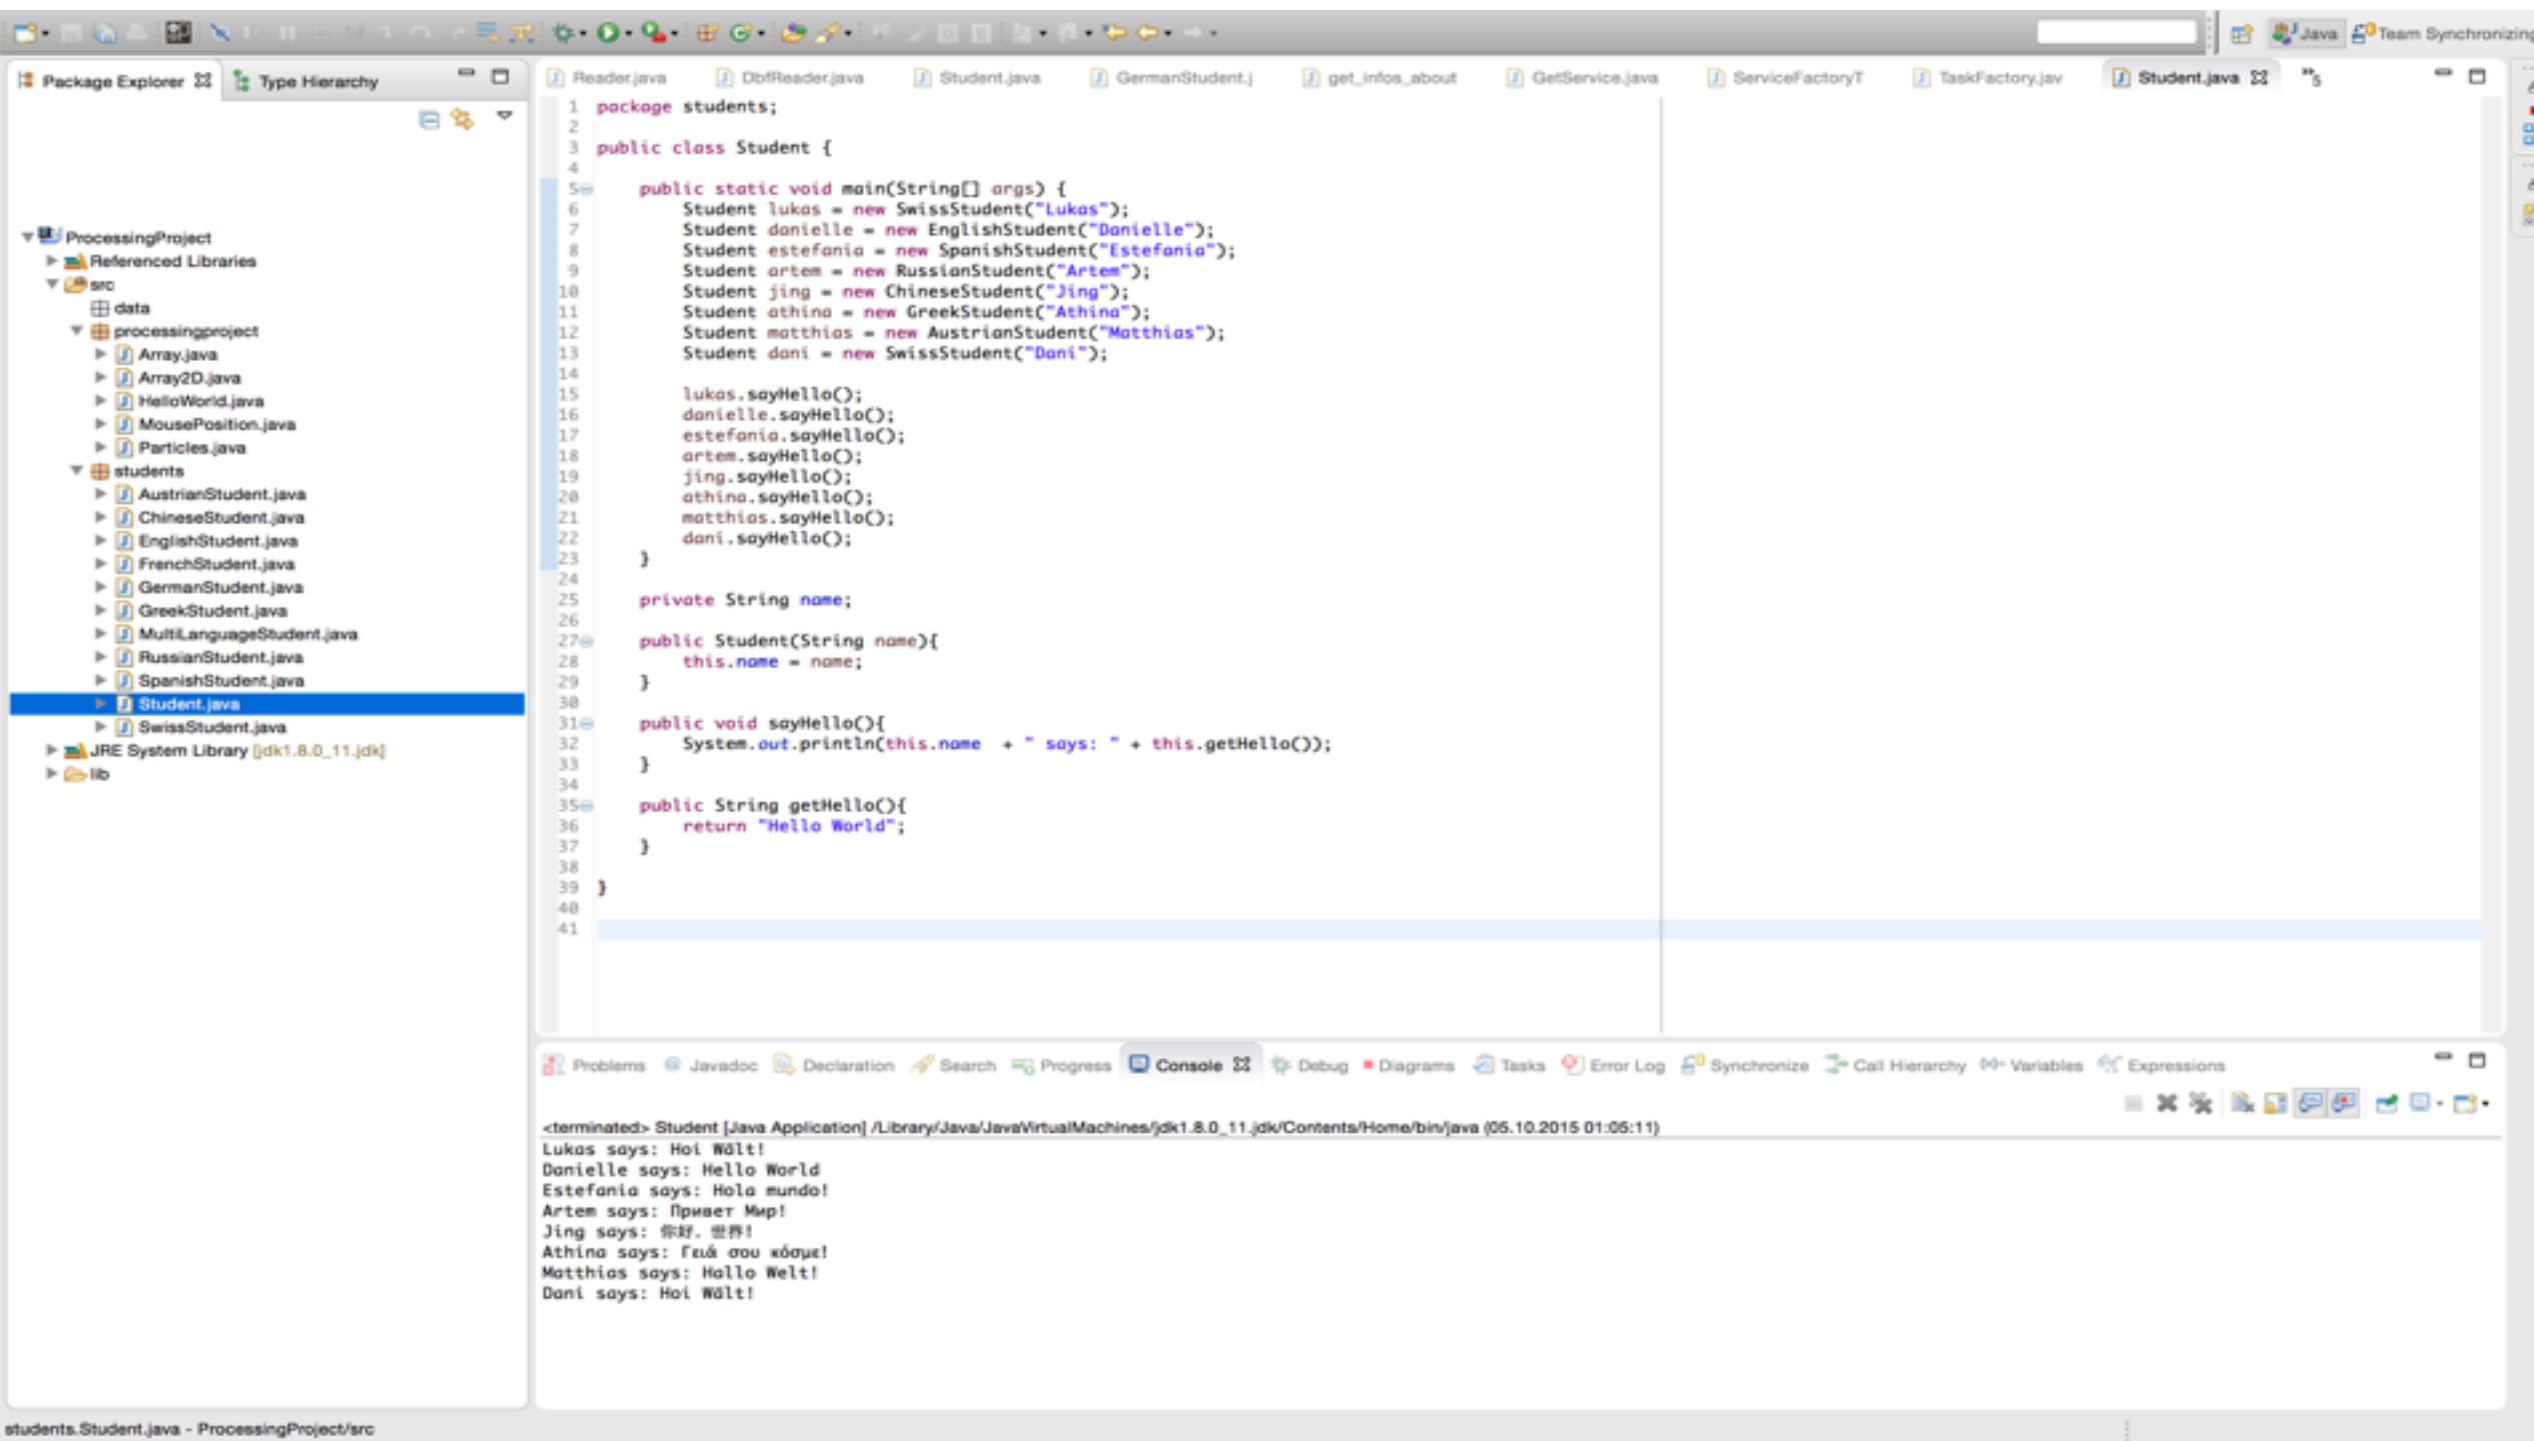 Java Team Synchronizing
Package Explorer Type Hierarchy
Reader.java DbfReader.java Student.java GermanStudent.j get_infos_about GetService.java ServiceFactoryT TaskFactory.jav Student.java »5
ProcessingProject
Referenced Libraries
src
data
processingproject
Array.java
Array2D.java
HelloWorld.java
MousePosition.java
Particles.java
students
AustrianStudent.java
ChineseStudent.java
EnglishStudent.java
FrenchStudent.java
GermanStudent.java
GreekStudent.java
MultiLanguageStudent.java
RussianStudent.java
SpanishStudent.java
Student.java
SwissStudent.java
JRE System Library [jdk1.8.0_11.jdk]
lib
1 package students;
2
3 public class Student {
4
5 public static void main(String[] args) {
6 Student lukas = new SwissStudent("Lukas");
7 Student danielle = new EnglishStudent("Danielle");
8 Student estefania = new SpanishStudent("Estefania");
9 Student artem = new RussianStudent("Artem");
10 Student jing = new ChineseStudent("Jing");
11 Student athina = new GreekStudent("Athina");
12 Student matthias = new AustrianStudent("Matthias");
13 Student dani = new SwissStudent("Dani");
14
15 lukas.sayHello();
16 danielle.sayHello();
17 estefania.sayHello();
18 artem.sayHello();
19 jing.sayHello();
20 athina.sayHello();
21 matthias.sayHello();
22 dani.sayHello();
23 }
24
25 private String name;
26
27 public Student(String name){
28 this.name = name;
29 }
30
31 public void sayHello(){
32 System.out.println(this.name + " says: " + this.getHello());
33 }
34
35 public String getHello(){
36 return "Hello World";
37 }
38
39 }
40
41
Problems Javadoc Declaration Search Progress Console Debug Diagrams Tasks Error Log Synchronize Call Hierarchy Variables Expressions
<terminated> Student [Java Application] /Library/Java/JavaVirtualMachines/jdk1.8.0_11.jdk/Contents/Home/bin/java (05.10.2015 01:05:11)
Lukas says: Hoi Wält!
Danielle says: Hello World
Estefania says: Hola mundo!
Artem says: Привет Мир!
Jing says: 你好，世界!
Athina says: Γειά σου κόσμε!
Matthias says: Hallo Welt!
Dani says: Hoi Wält!
students.Student.java - ProcessingProject/src